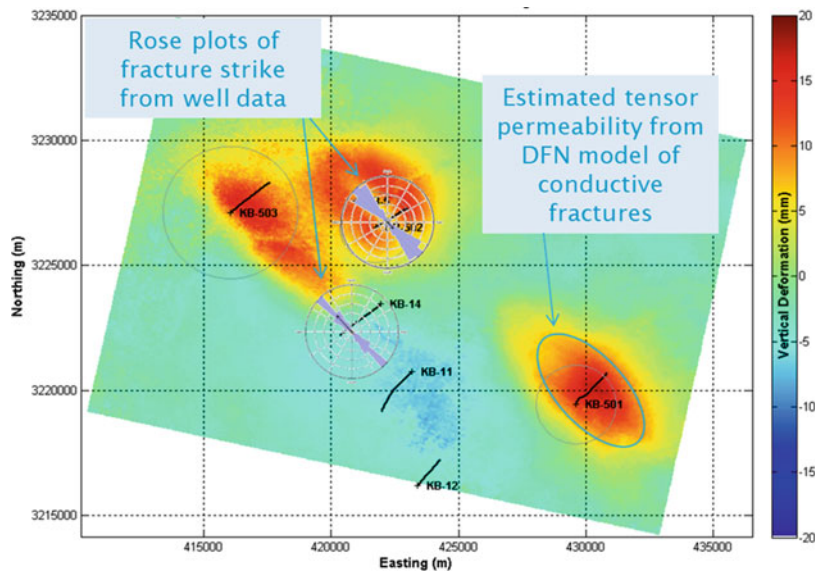 Rose plots of
fracture strike
from well data
Estimated tensor
permeability from
DFN model of
conductive
fractures
KB-503
KB-14
KB-11
KB-501
KB-12
3235000
3230000
3225000
3220000
3215000
Northing (m)
415000
420000
425000
430000
435000
Easting (m)
20
15
10
5
0
-5
-10
-15
-20
Vertical Deformation (mm)